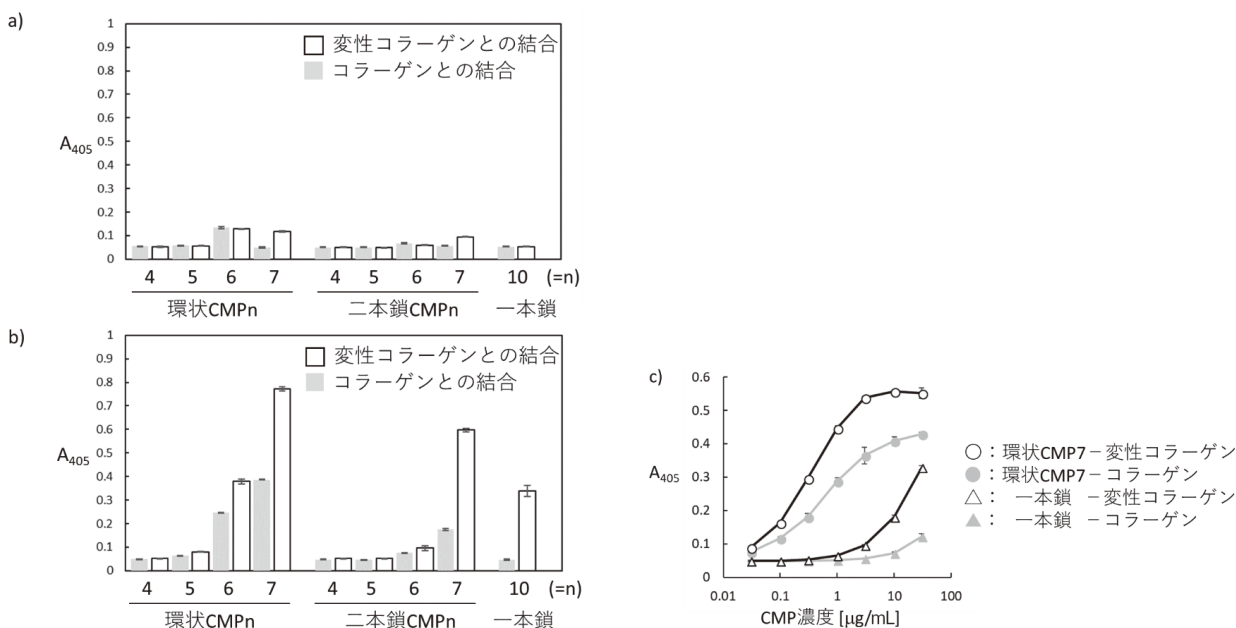 a)
1
0.9
0.8
0.7
0.6
0.5
0.4
0.3
0.2
0.1
0
A405
変性コラーゲンとの結合
コラーゲンとの結合
4 5 6 7 4 5 6 7 10 (=n)
環状CMPn 二本鎖CMPn 一本鎖
b)
1
0.9
0.8
0.7
0.6
0.5
0.4
0.3
0.2
0.1
0
A405
変性コラーゲンとの結合
コラーゲンとの結合
4 5 6 7 4 5 6 7 10 (=n)
環状CMPn 二本鎖CMPn 一本鎖
c)
0.6
0.5
0.4
0.3
0.2
0.1
0
A405
0.01 0.1 1 10 100
CMP濃度 [μg/mL]
:環状CMP7-変性コラーゲン
:環状CMP7-コラーゲン
: 一本鎖 -変性コラーゲン
: 一本鎖 -コラーゲン